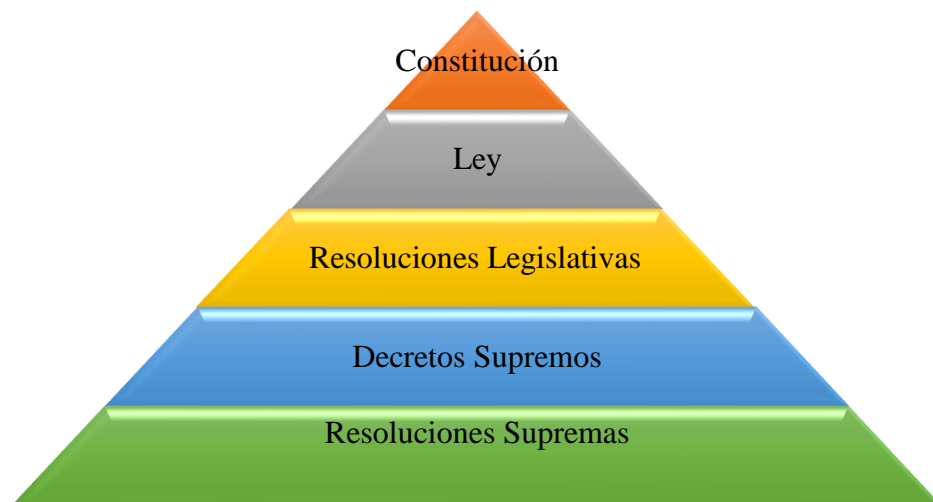 Constitución
Ley
Resoluciones Legislativas
Decretos Supremos
Resoluciones Supremas